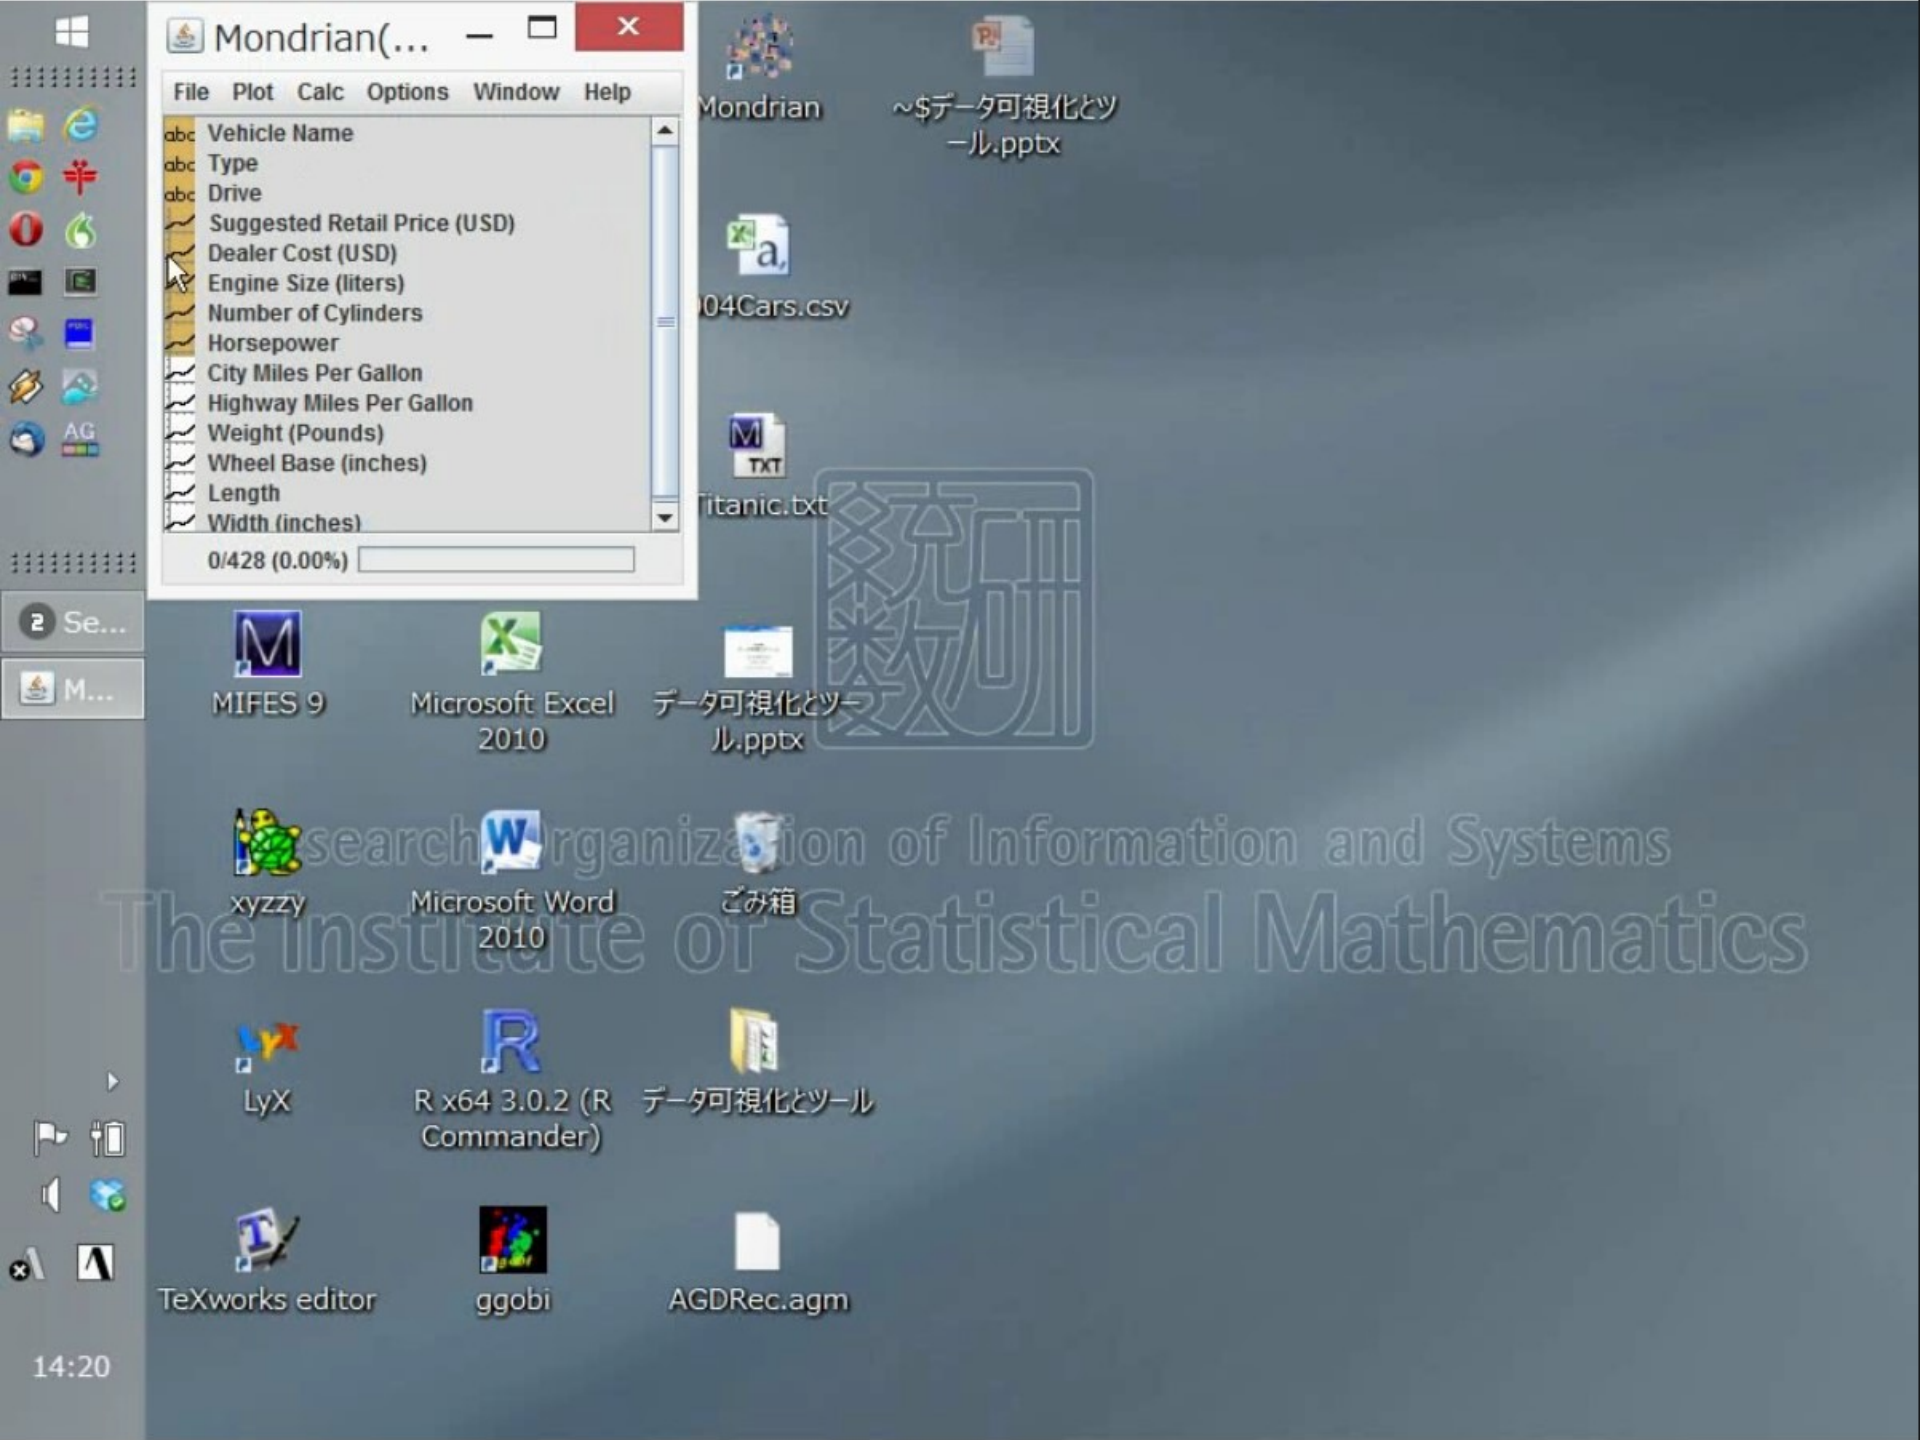 Mondrian(...
File Plot Calc Options Window Help
abc Vehicle Name
abc Type
abc Drive
Suggested Retail Price (USD)
Dealer Cost (USD)
Engine Size (liters)
Number of Cylinders
Horsepower
City Miles Per Gallon
Highway Miles Per Gallon
Weight (Pounds)
Wheel Base (inches)
Length
Width (inches)
0/428 (0.00%)
Mondrian
~$データ可視化とツ
ール.pptx
a,
04Cars.csv
M
TXT
Titanic.txt
統研
数
AG
2 Se...
M...
MIFES 9
Microsoft Excel
2010
データ可視化とツー
ル.pptx
search Organization of Information and Systems
The Institute of Statistical Mathematics
xyzzy
Microsoft Word
2010
ごみ箱
LyX
R x64 3.0.2 (R
Commander)
データ可視化とツール
TeXworks editor
ggobi
AGDRec.agm
14:20